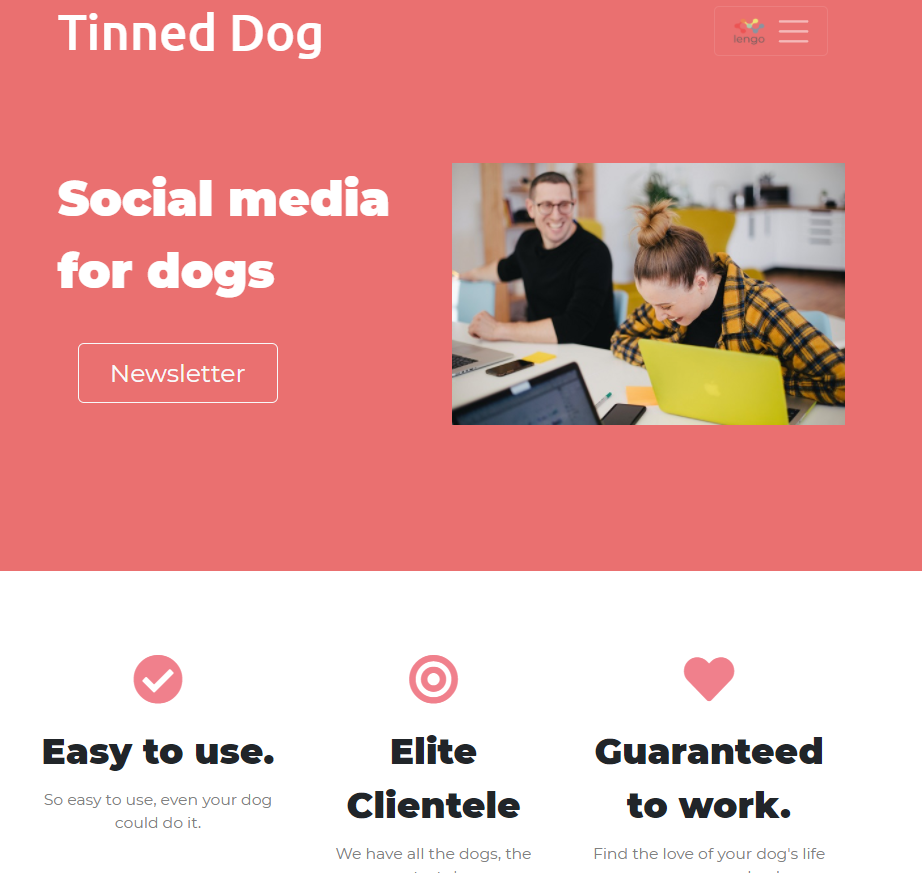 Tinned Dog
lengo
Social media
for dogs
Newsletter
Easy to use.
So easy to use, even your dog
could do it.
Elite
Clientele
We have all the dogs, the
Guaranteed
to work.
Find the love of your dog's life